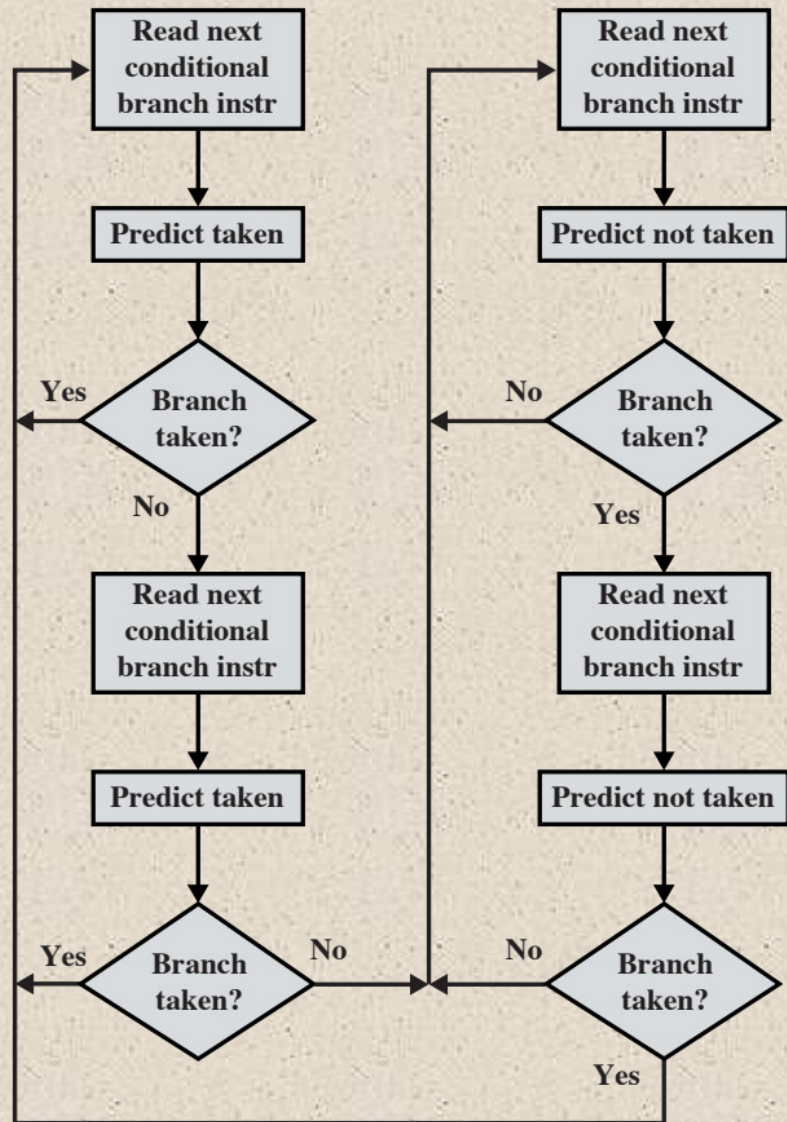 Read next
conditional
branch instr
Predict taken
Yes
Branch
taken?
No
Read next
conditional
branch instr
Predict taken
Yes
Branch
taken?
No
Read next
conditional
branch instr
Predict not taken
No
Branch
taken?
Yes
Read next
conditional
branch instr
Predict not taken
No
Branch
taken?
Yes